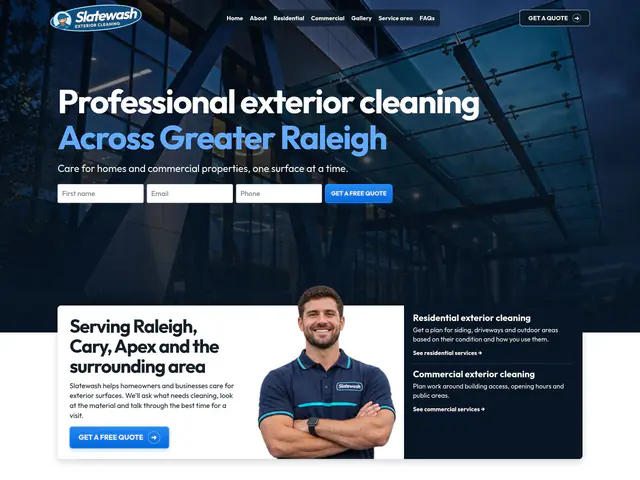 Slatewash
EXTERIOR CLEANING
Home About Residential Commercial Gallery Service area FAQs
GET A QUOTE
Professional exterior cleaning
Across Greater Raleigh
Care for homes and commercial properties, one surface at a time.
First name Email Phone GET A FREE QUOTE
Serving Raleigh,
Cary, Apex and the
surrounding area
Slatewash helps homeowners and businesses care for
exterior surfaces. We'll ask what needs cleaning, look
at the material and talk through the best time for a
visit.
GET A FREE QUOTE
Slatewash
Residential exterior cleaning
Get a plan for siding, driveways and outdoor areas
based on their condition and how you use them.
See residential services →
Commercial exterior cleaning
Plan work around building access, opening hours and
public areas.
See commercial services →